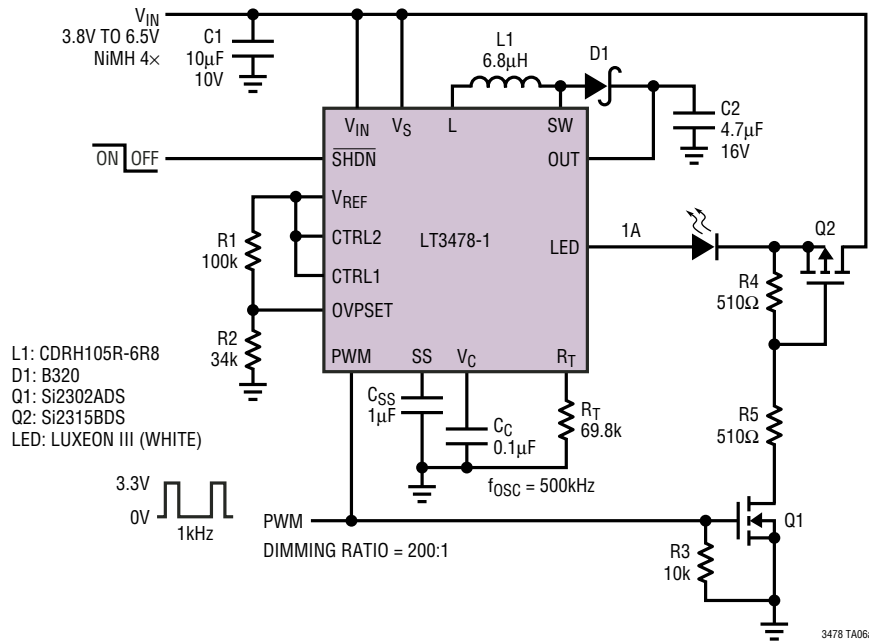 VIN
3.8V TO 6.5V
NiMH 4×
C1
10µF
10V
L1
6.8µH
D1
C2
4.7µF
16V
VIN
VS
L
SW
ON OFF
SHDN
OUT
VREF
CTRL2
LT3478-1
LED
1A
Q2
R1
100k
CTRL1
R4
510Ω
OVPSET
R2
34k
PWM
SS
VC
RT
L1: CDRH105R-6R8
D1: B320
Q1: Si2302ADS
Q2: Si2315BDS
LED: LUXEON III (WHITE)
CSS
1µF
CC
0.1µF
RT
69.8k
R5
510Ω
fOSC = 500kHz
3.3V
0V
1kHz
PWM
Q1
DIMMING RATIO = 200:1
R3
10k